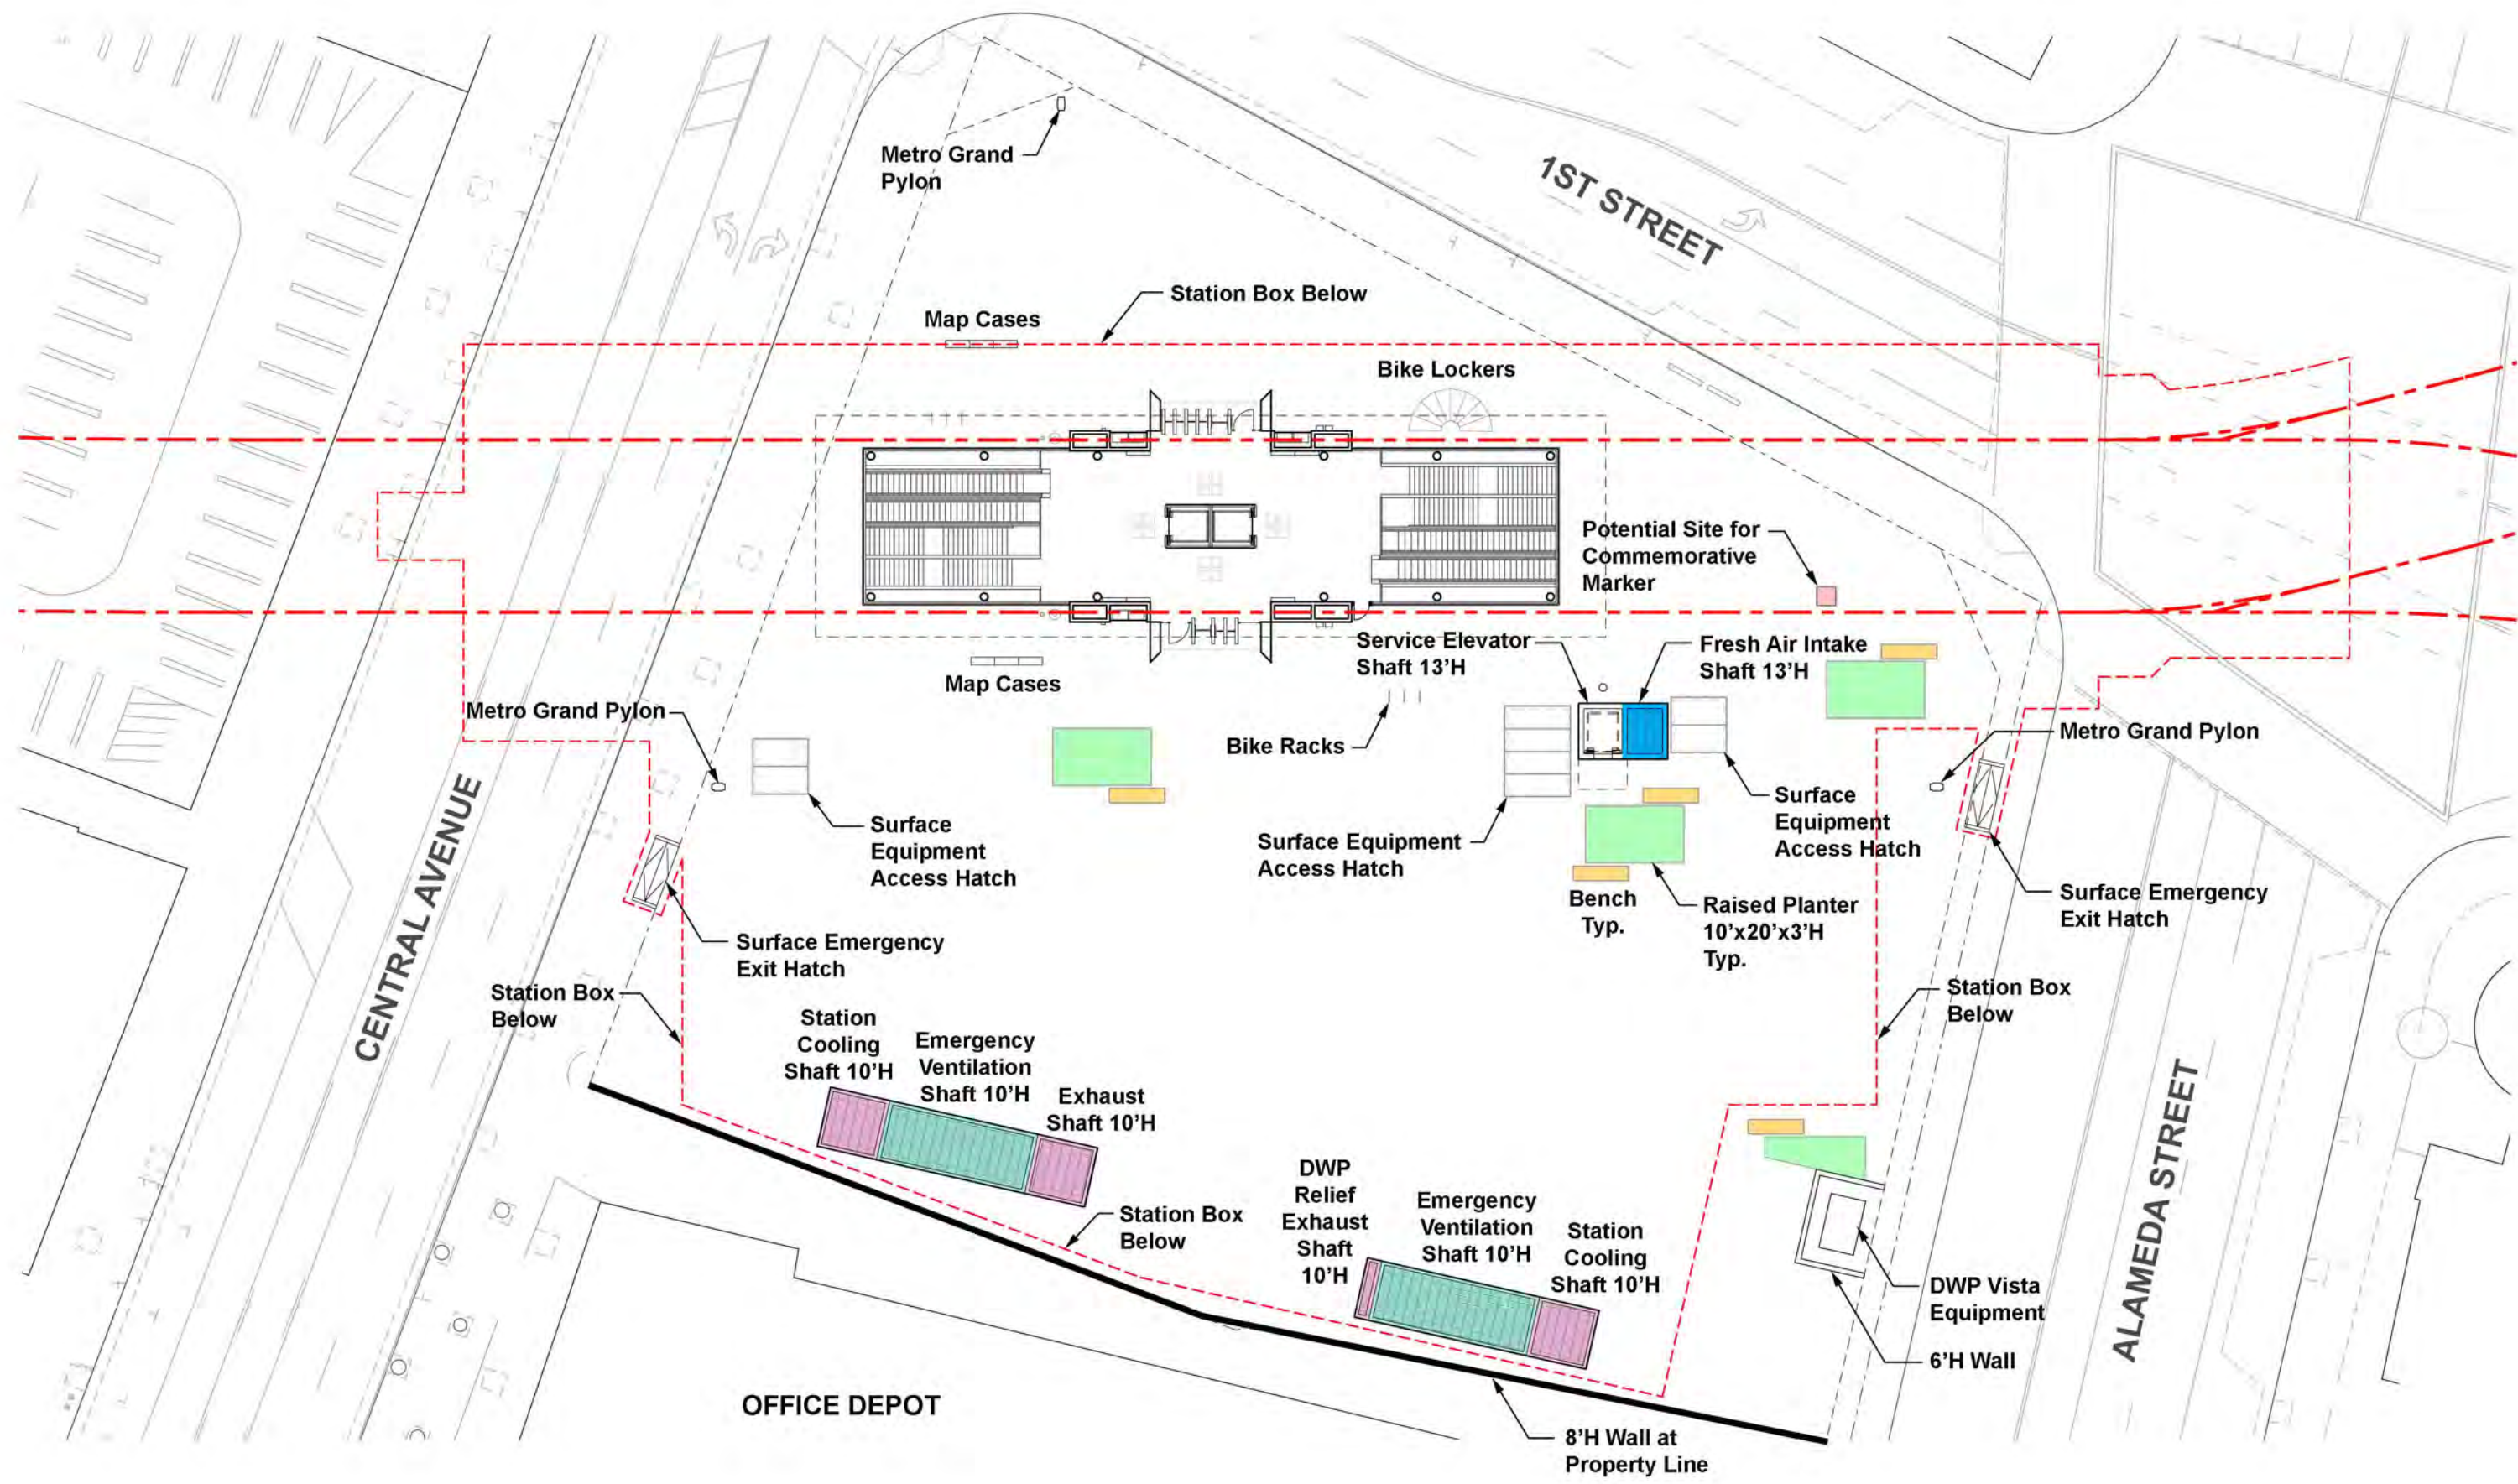 Metro Grand
Pylon
1ST STREET
Station Box Below
Map Cases
Bike Lockers
Potential Site for
Commemorative
Marker
Service Elevator
Shaft 13'H
Fresh Air Intake
Shaft 13'H
Map Cases
Metro Grand Pylon
Bike Racks
Metro Grand Pylon
Surface
Equipment
Access Hatch
Surface Equipment
Access Hatch
Surface
Equipment
Access Hatch
CENTRAL AVENUE
Bench
Typ.
Raised Planter
10'x20'x3'H
Typ.
Surface Emergency
Exit Hatch
Surface Emergency
Exit Hatch
Station Box
Below
Station Box
Below
Station
Cooling
Shaft 10'H
Emergency
Ventilation
Shaft 10'H
Exhaust
Shaft 10'H
Station Box
Below
DWP
Relief
Exhaust
Shaft
10'H
Emergency
Ventilation
Shaft 10'H
Station
Cooling
Shaft 10'H
DWP Vista
Equipment
6'H Wall
ALAMEDA STREET
OFFICE DEPOT
8'H Wall at
Property Line